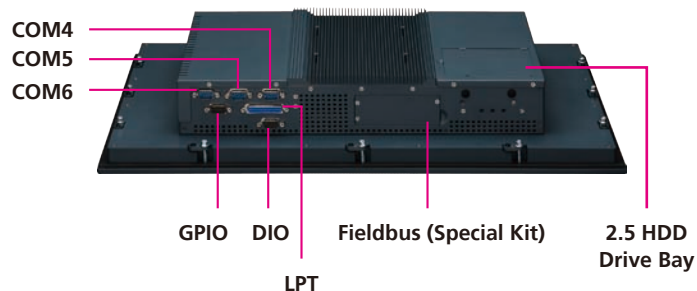 COM4
COM5
COM6
GPIO
DIO
Fieldbus (Special Kit)
2.5 HDD
Drive Bay
LPT